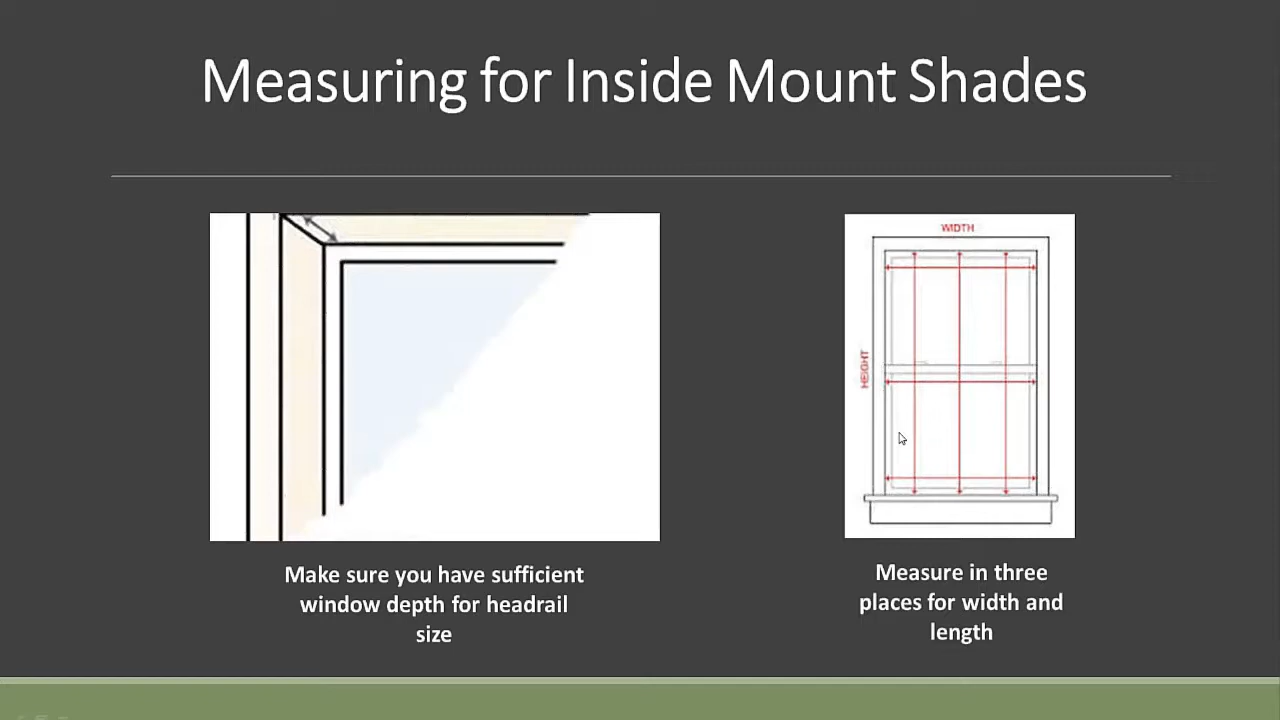 Measuring for Inside Mount Shades
WIDTH
HEIGHT
Make sure you have sufficient
window depth for headrail
size
Measure in three
places for width and
length